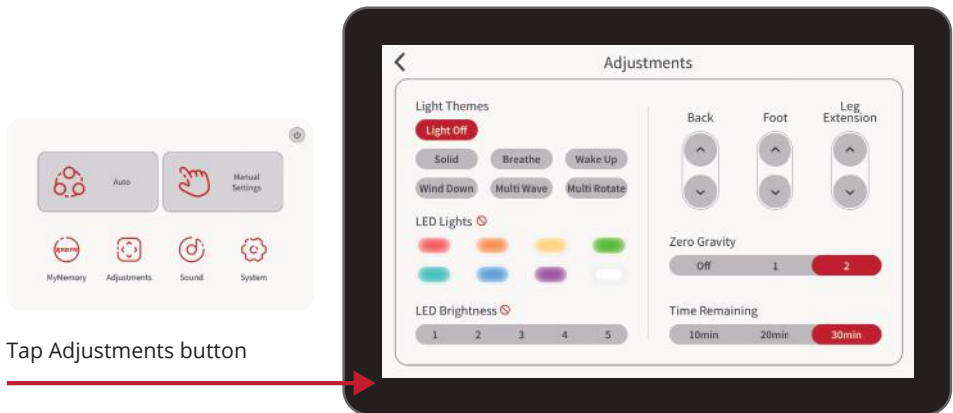 Auto
Manual
Settings
MyMemory
Adjustments
Sound
System
Tap Adjustments button
Adjustments
Light Themes
Light Off
Solid
Breathe
Wake Up
Wind Down
Multi Wave
Multi Rotate
LED Lights
LED Brightness
1 2 3 4 5
Back
Foot
Leg
Extension
Zero Gravity
Off 1 2
Time Remaining
10min 20min 30min